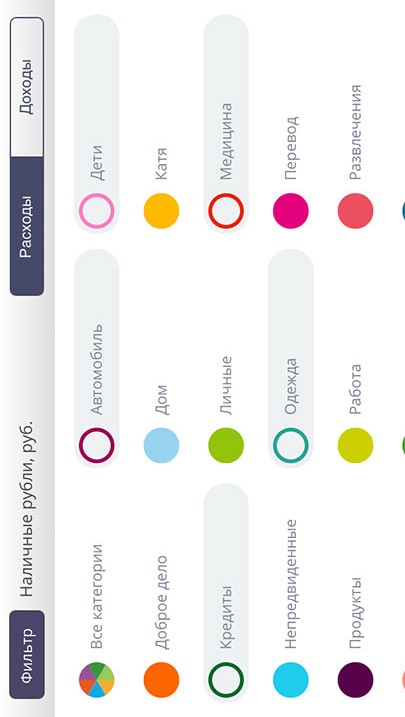 Фильтр
Наличные рубли, руб.
Расходы
Доходы
Все категории
Автомобиль
Дети
Доброе дело
Дом
Катя
Кредиты
Личные
Медицина
Непредвиденные
Одежда
Перевод
Продукты
Работа
Развлечения